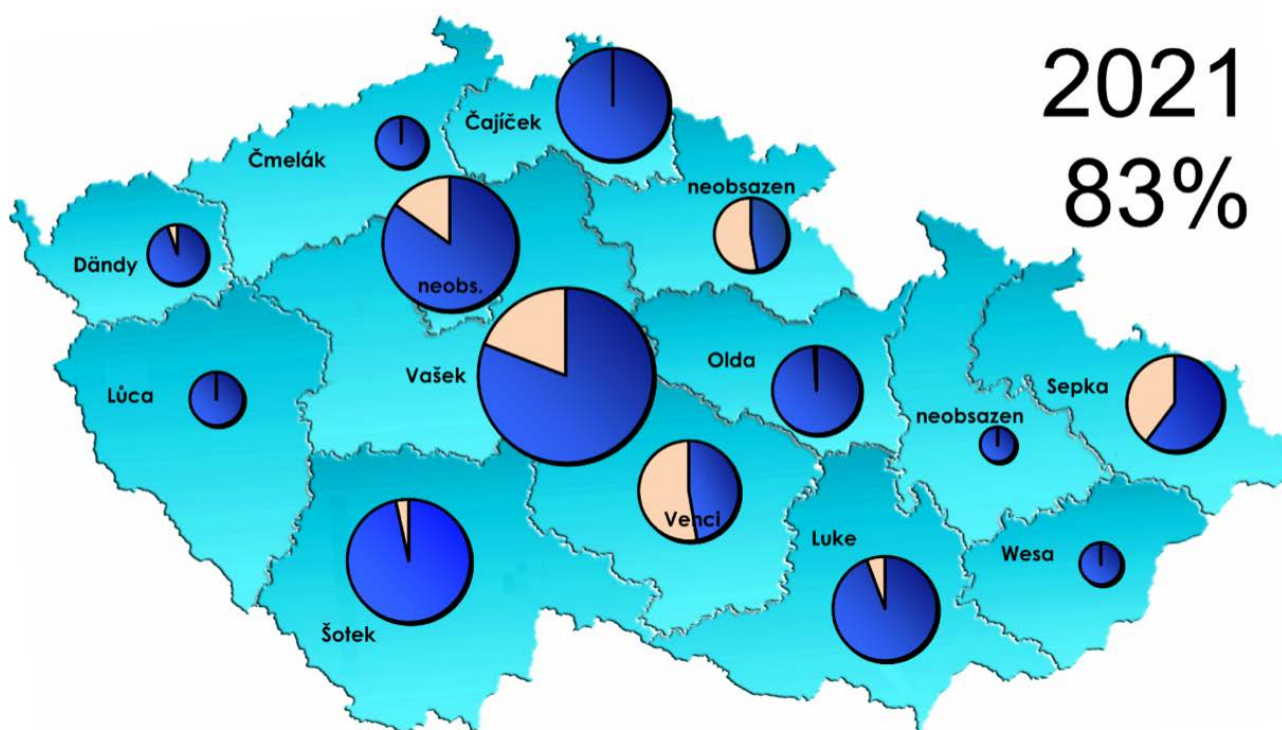 2021
83%
Čajíček
Čmelák
neobsazen
Dändy
neobs.
Olda
Vašek
Sepka
Lůca
neobsazen
Venci
Luke
Wesa
Šotek